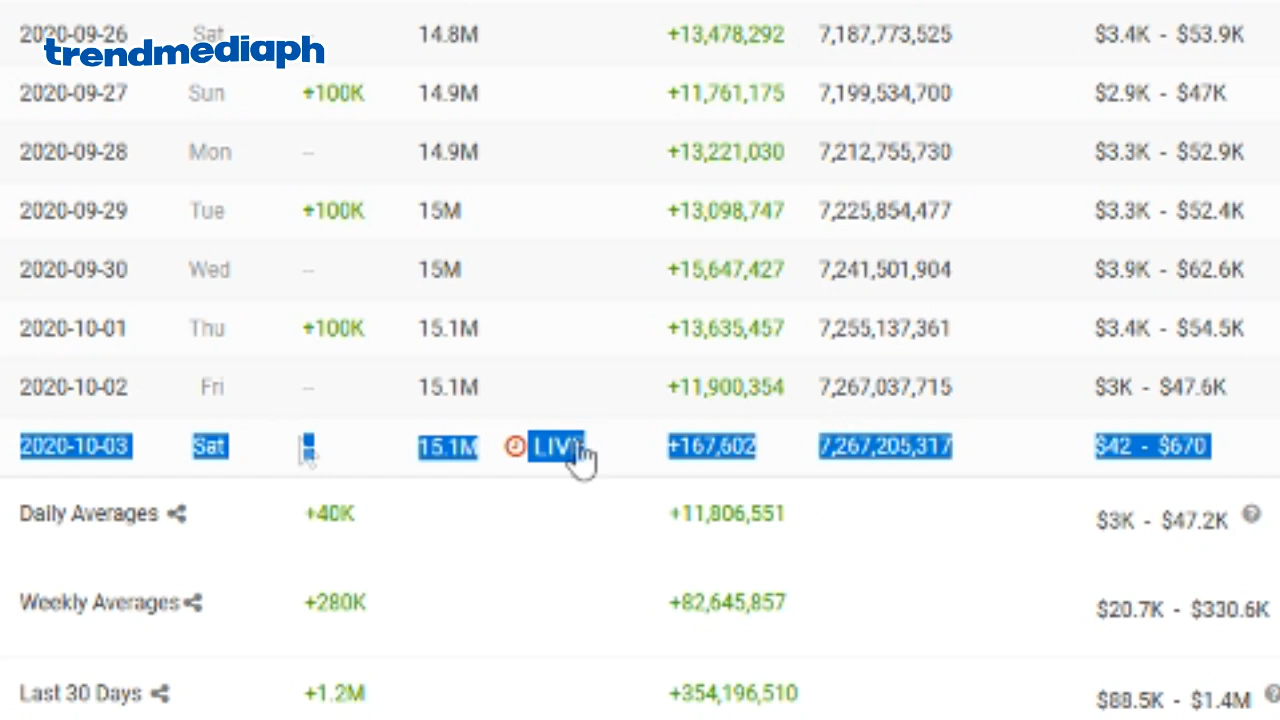 2020-09-26 Sat -- 14.8M +13,478,292 7,187,773,525 $3.4K - $53.9K
trendmediaph
2020-09-27 Sun +100K 14.9M +11,761,175 7,199,534,700 $2.9K - $47K
2020-09-28 Mon -- 14.9M +13,221,030 7,212,755,730 $3.3K - $52.9K
2020-09-29 Tue +100K 15M +13,098,747 7,225,854,477 $3.3K - $52.4K
2020-09-30 Wed -- 15M +15,647,427 7,241,501,904 $3.9K - $62.6K
2020-10-01 Thu +100K 15.1M +13,635,457 7,255,137,361 $3.4K - $54.5K
2020-10-02 Fri -- 15.1M +11,900,354 7,267,037,715 $3K - $47.6K
2020-10-03 Sat -- 15.1M LIVE +167,602 7,267,205,317 $42 - $670
Daily Averages +40K +11,806,551 $3K - $47.2K
Weekly Averages +280K +82,645,857 $20.7K - $330.6K
Last 30 Days +1.2M +354,196,510 $88.5K - $1.4M